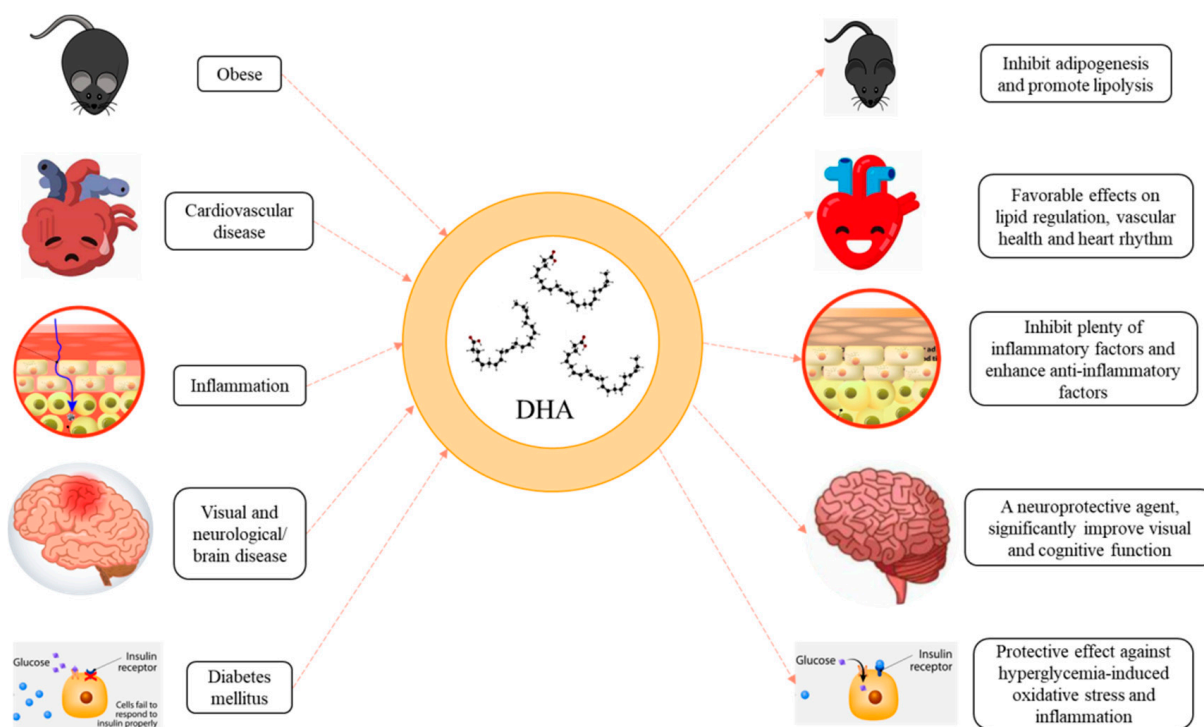 Obese
Inhibit adipogenesis
and promote lipolysis
Cardiovascular
disease
Favorable effects on
lipid regulation, vascular
health and heart rhythm
Inflammation
DHA
Inhibit plenty of
inflammatory factors and
enhance anti-inflammatory
factors
Visual and
neurological/
brain disease
A neuroprotective agent,
significantly improve visual
and cognitive function
Glucose
Insulin
receptor
Cells fail to
respond to
insulin properly
Diabetes
mellitus
Glucose
Insulin
receptor
Protective effect against
hyperglycemia-induced
oxidative stress and
inflammation